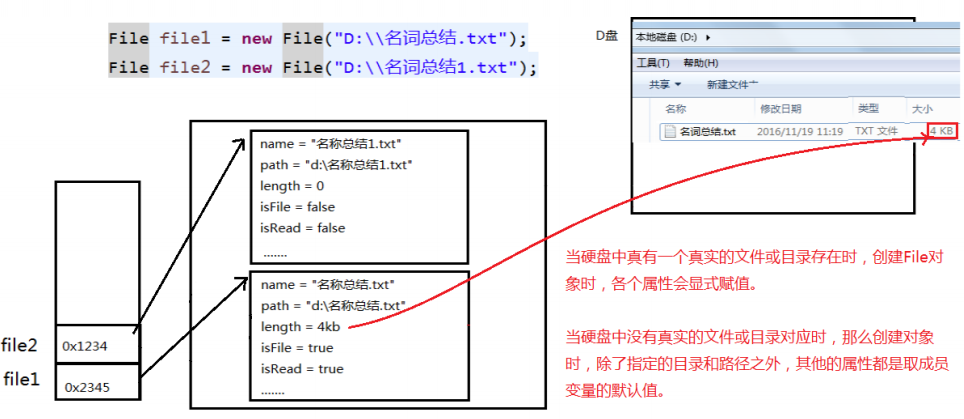 File file1 = new File("D:\\名词总结.txt");
File file2 = new File("D:\\名词总结1.txt");
D盘
本地磁盘 (D:)
工具(T) 帮助(H)
共享 新建文件
名称 修改日期 类型 大小
名词总结.txt 2016/11/19 11:19 TXT 文件 4 KB
name = "名称总结1.txt"
path = "d:\名称总结1.txt"
length = 0
isFile = false
isRead = false
.......
name = "名称总结.txt"
path = "d:\名称总结.txt"
length = 4kb
isFile = true
isRead = true
.......
file2 0x1234
file1 0x2345
当硬盘中真有一个真实的文件或目录存在时，创建File对
象时，各个属性会显式赋值。
当硬盘中没有真实的文件或目录对应时，那么创建对象
时，除了指定的目录和路径之外，其他的属性都是取成员
变量的默认值。